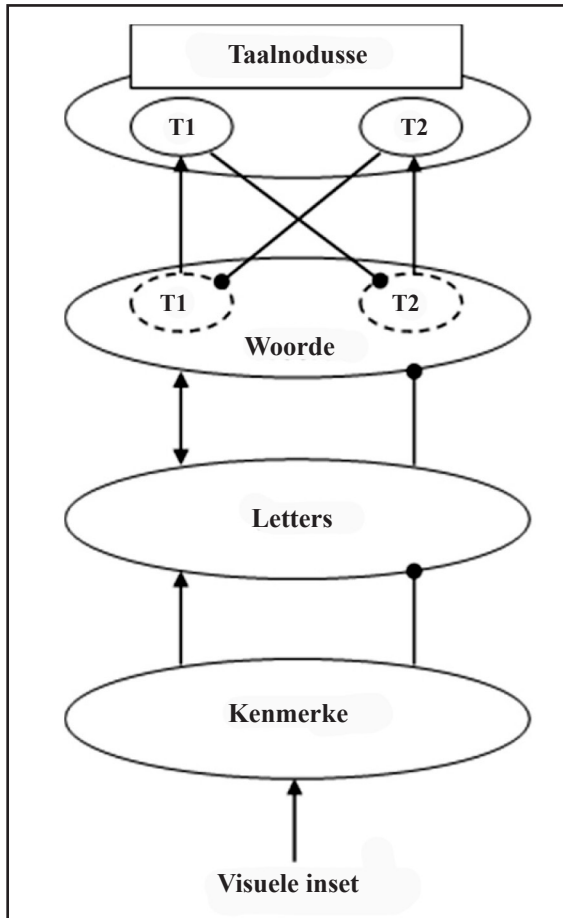 Taalnodusse
T1
T2
T1
T2
Woorde
Letters
Kenmerke
Visuele inset